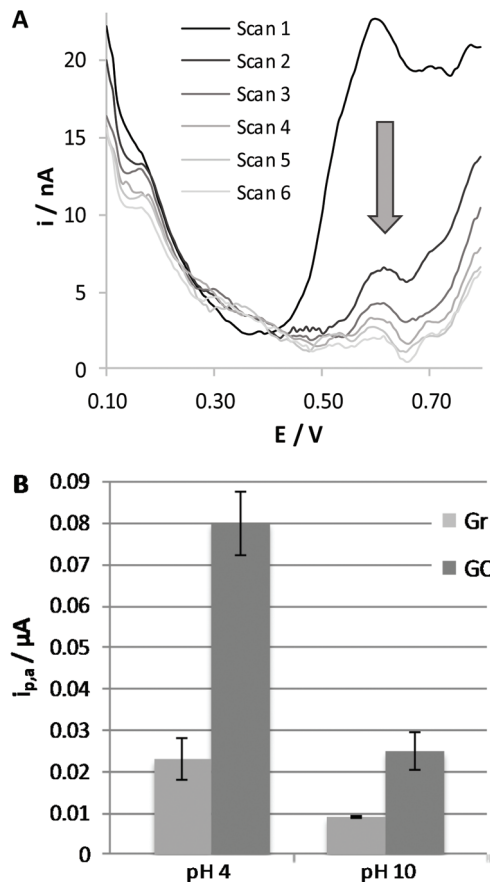 A
Scan 1
Scan 2
Scan 3
Scan 4
Scan 5
Scan 6
20
15
10
5
0
i / nA
0.10
0.30
0.50
0.70
E / V
B
0.09
0.08
0.07
0.06
0.05
0.04
0.03
0.02
0.01
0
i p,a / µA
Gr
GC
pH 4
pH 10